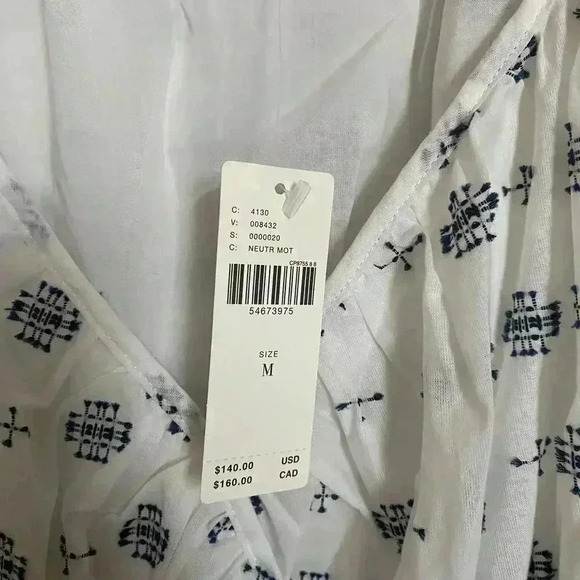 C: 4130
V: 008432
S: 0000020
C: NEUTR MOT
CP8755 8 8
54673975
SIZE
M
$140.00 USD
$160.00 CAD